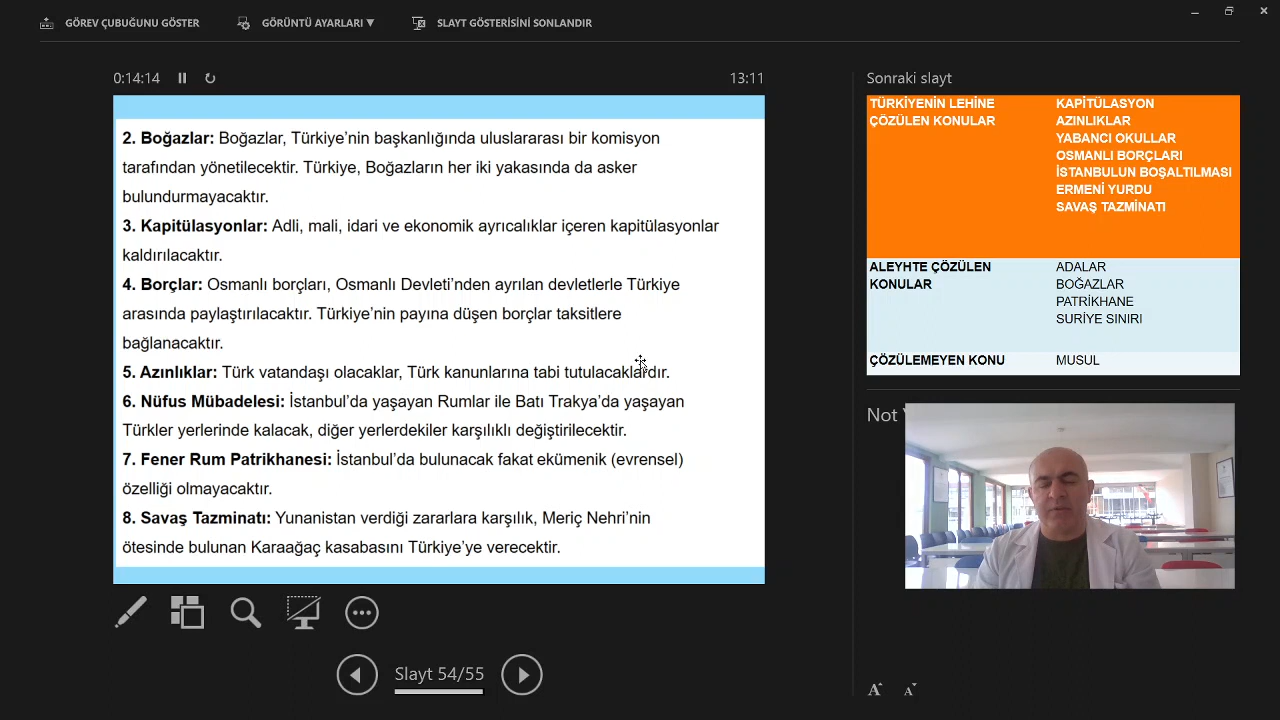 GÖREV ÇUBUĞUNU GÖSTER
GÖRÜNTÜ AYARLARI ▼
SLAYT GÖSTERİSİNİ SONLANDIR
0:14:14
13:11
2. Boğazlar: Boğazlar, Türkiye'nin başkanlığında uluslararası bir komisyon
tarafından yönetilecektir. Türkiye, Boğazların her iki yakasında da asker
bulundurmayacaktır.
3. Kapitülasyonlar: Adli, mali, idari ve ekonomik ayrıcalıklar içeren kapitülasyonlar
kaldırılacaktır.
4. Borçlar: Osmanlı borçları, Osmanlı Devleti'nden ayrılan devletlerle Türkiye
arasında paylaştırılacaktır. Türkiye'nin payına düşen borçlar taksitlere
bağlanacaktır.
5. Azınlıklar: Türk vatandaşı olacaklar, Türk kanunlarına tabi tutulacaklardır.
6. Nüfus Mübadelesi: İstanbul'da yaşayan Rumlar ile Batı Trakya'da yaşayan
Türkler yerlerinde kalacak, diğer yerlerdekiler karşılıklı değiştirilecektir.
7. Fener Rum Patrikhanesi: İstanbul'da bulunacak fakat ekümenik (evrensel)
özelliği olmayacaktır.
8. Savaş Tazminatı: Yunanistan verdiği zararlara karşılık, Meriç Nehri'nin
ötesinde bulunan Karaağaç kasabasını Türkiye'ye verecektir.
Slayt 54/55
Sonraki slayt
TÜRKİYENİN LEHİNE
ÇÖZÜLEN KONULAR
KAPİTÜLASYON
AZINLIKLAR
YABANCI OKULLAR
OSMANLI BORÇLARI
İSTANBULUN BOŞALTILMASI
ERMENİ YURDU
SAVAŞ TAZMİNATI
ALEYHTE ÇÖZÜLEN
KONULAR
ADALAR
BOĞAZLAR
PATRİKHANE
SURİYE SINIRI
ÇÖZÜLEMEYEN KONU
MUSUL
Not
A A